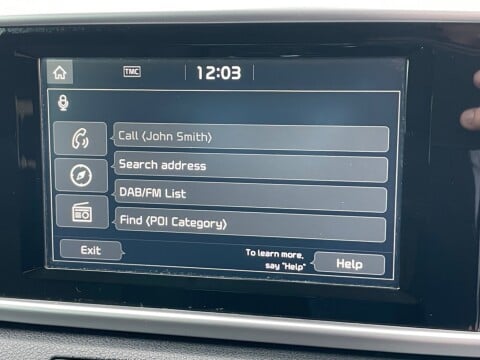 TMC
12:03
Call <John Smith>
Search address
DAB/FM List
Find <POI Category>
Exit
To learn more,
say "Help"
Help